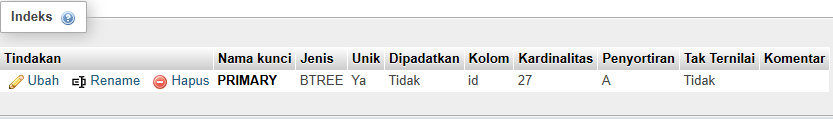 Indeks
Tindakan Nama kunci Jenis Unik Dipadatkan Kolom Kardinalitas Penyortiran Tak Ternilai Komentar
Ubah Rename Hapus PRIMARY BTREE Ya Tidak id 27 A Tidak